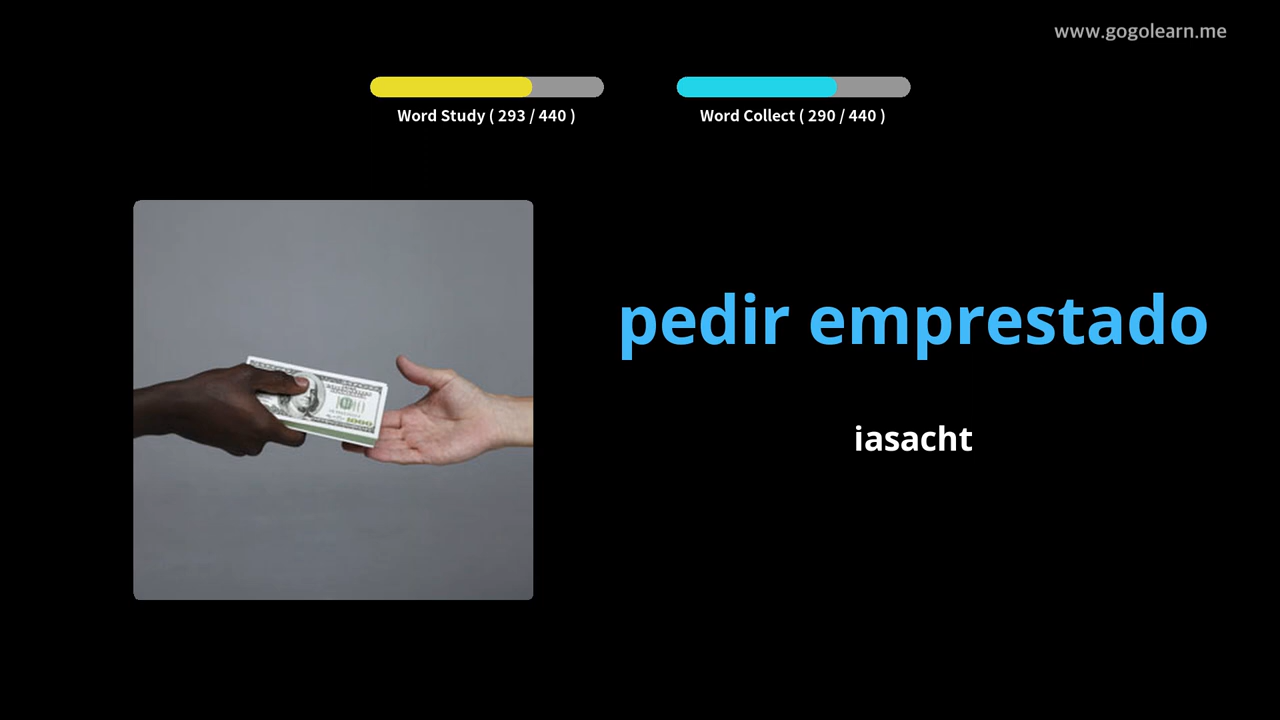 www.gogolearn.me
Word Study ( 293 / 440 )
Word Collect ( 290 / 440 )
pedir emprestado
iasacht